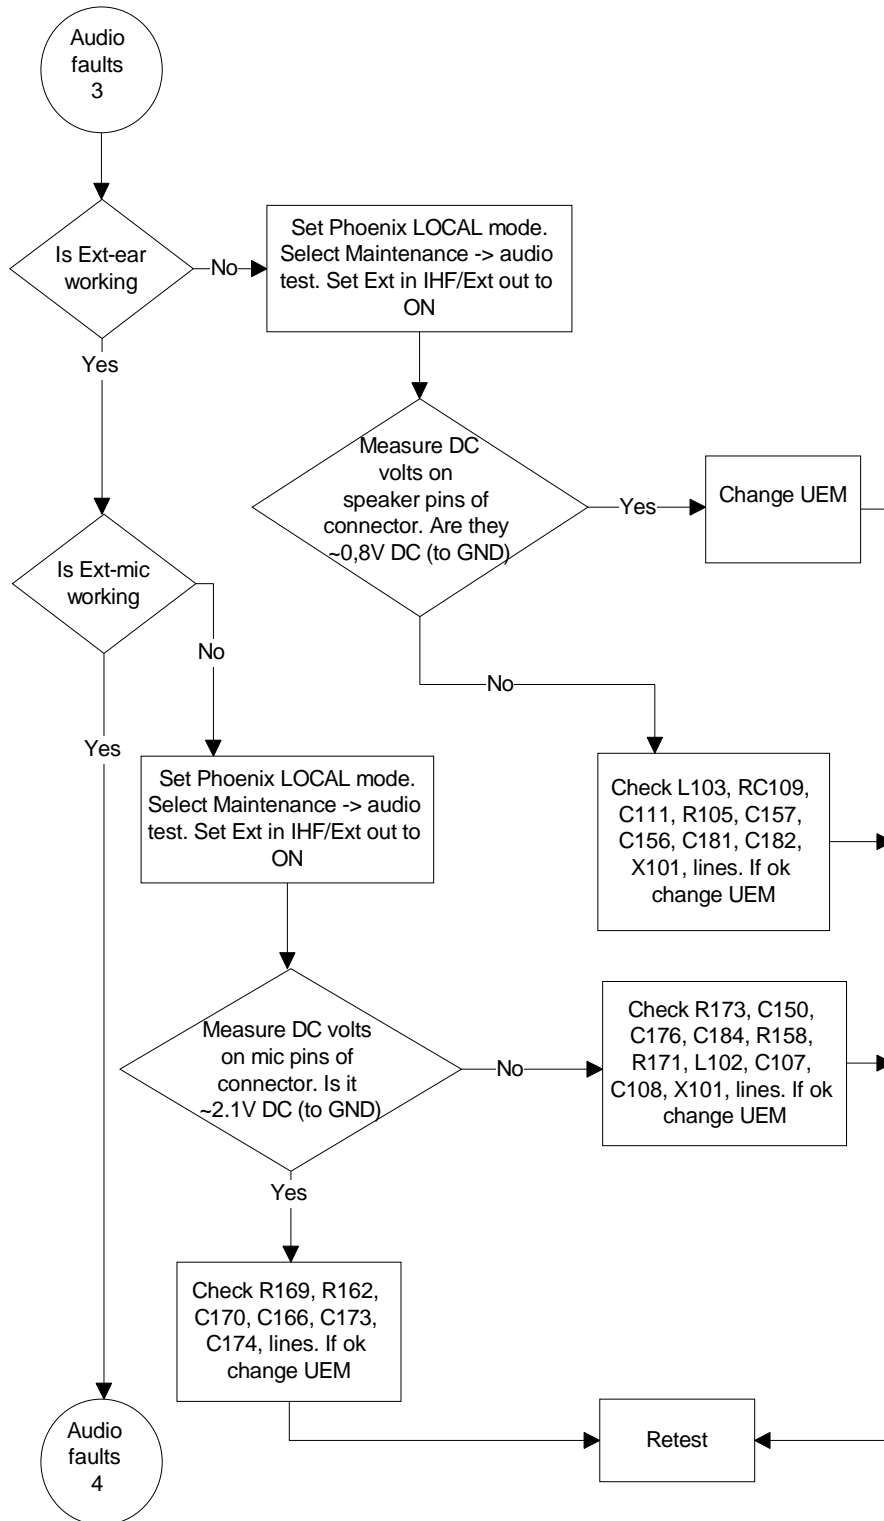 Audio
faults
3
Is Ext-ear
working
No
Set Phoenix LOCAL mode.
Select Maintenance -> audio
test. Set Ext in IHF/Ext out to
ON
Yes
Measure DC
volts on
speaker pins of
connector. Are they
~0,8V DC (to GND)
Yes
Change UEM
Is Ext-mic
working
No
No
Yes
Set Phoenix LOCAL mode.
Select Maintenance -> audio
test. Set Ext in IHF/Ext out to
ON
Check L103, RC109,
C111, R105, C157,
C156, C181, C182,
X101, lines. If ok
change UEM
Measure DC volts
on mic pins of
connector. Is it
~2.1V DC (to GND)
No
Check R173, C150,
C176, C184, R158,
R171, L102, C107,
C108, X101, lines. If ok
change UEM
Yes
Check R169, R162,
C170, C166, C173,
C174, lines. If ok
change UEM
Audio
faults
4
Retest